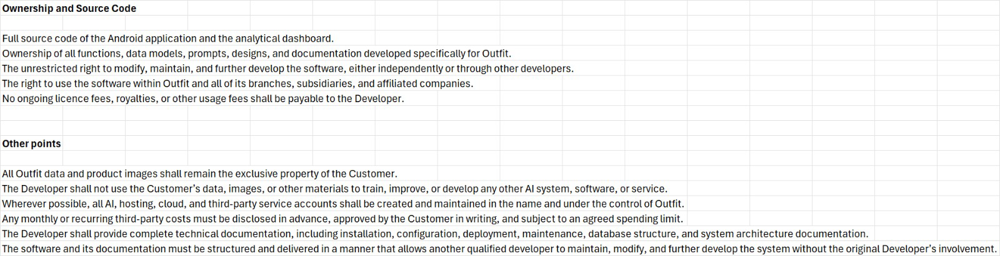 Ownership and Source Code
Full source code of the Android application and the analytical dashboard.
Ownership of all functions, data models, prompts, designs, and documentation developed specifically for Outfit.
The unrestricted right to modify, maintain, and further develop the software, either independently or through other developers.
The right to use the software within Outfit and all of its branches, subsidiaries, and affiliated companies.
No ongoing licence fees, royalties, or other usage fees shall be payable to the Developer.
Other points
All Outfit data and product images shall remain the exclusive property of the Customer.
The Developer shall not use the Customer’s data, images, or other materials to train, improve, or develop any other AI system, software, or service.
Wherever possible, all AI, hosting, cloud, and third-party service accounts shall be created and maintained in the name and under the control of Outfit.
Any monthly or recurring third-party costs must be disclosed in advance, approved by the Customer in writing, and subject to an agreed spending limit.
The Developer shall provide complete technical documentation, including installation, configuration, deployment, maintenance, database structure, and system architecture documentation.
The software and its documentation must be structured and delivered in a manner that allows another qualified developer to maintain, modify, and further develop the system without the original Developer’s involvement.